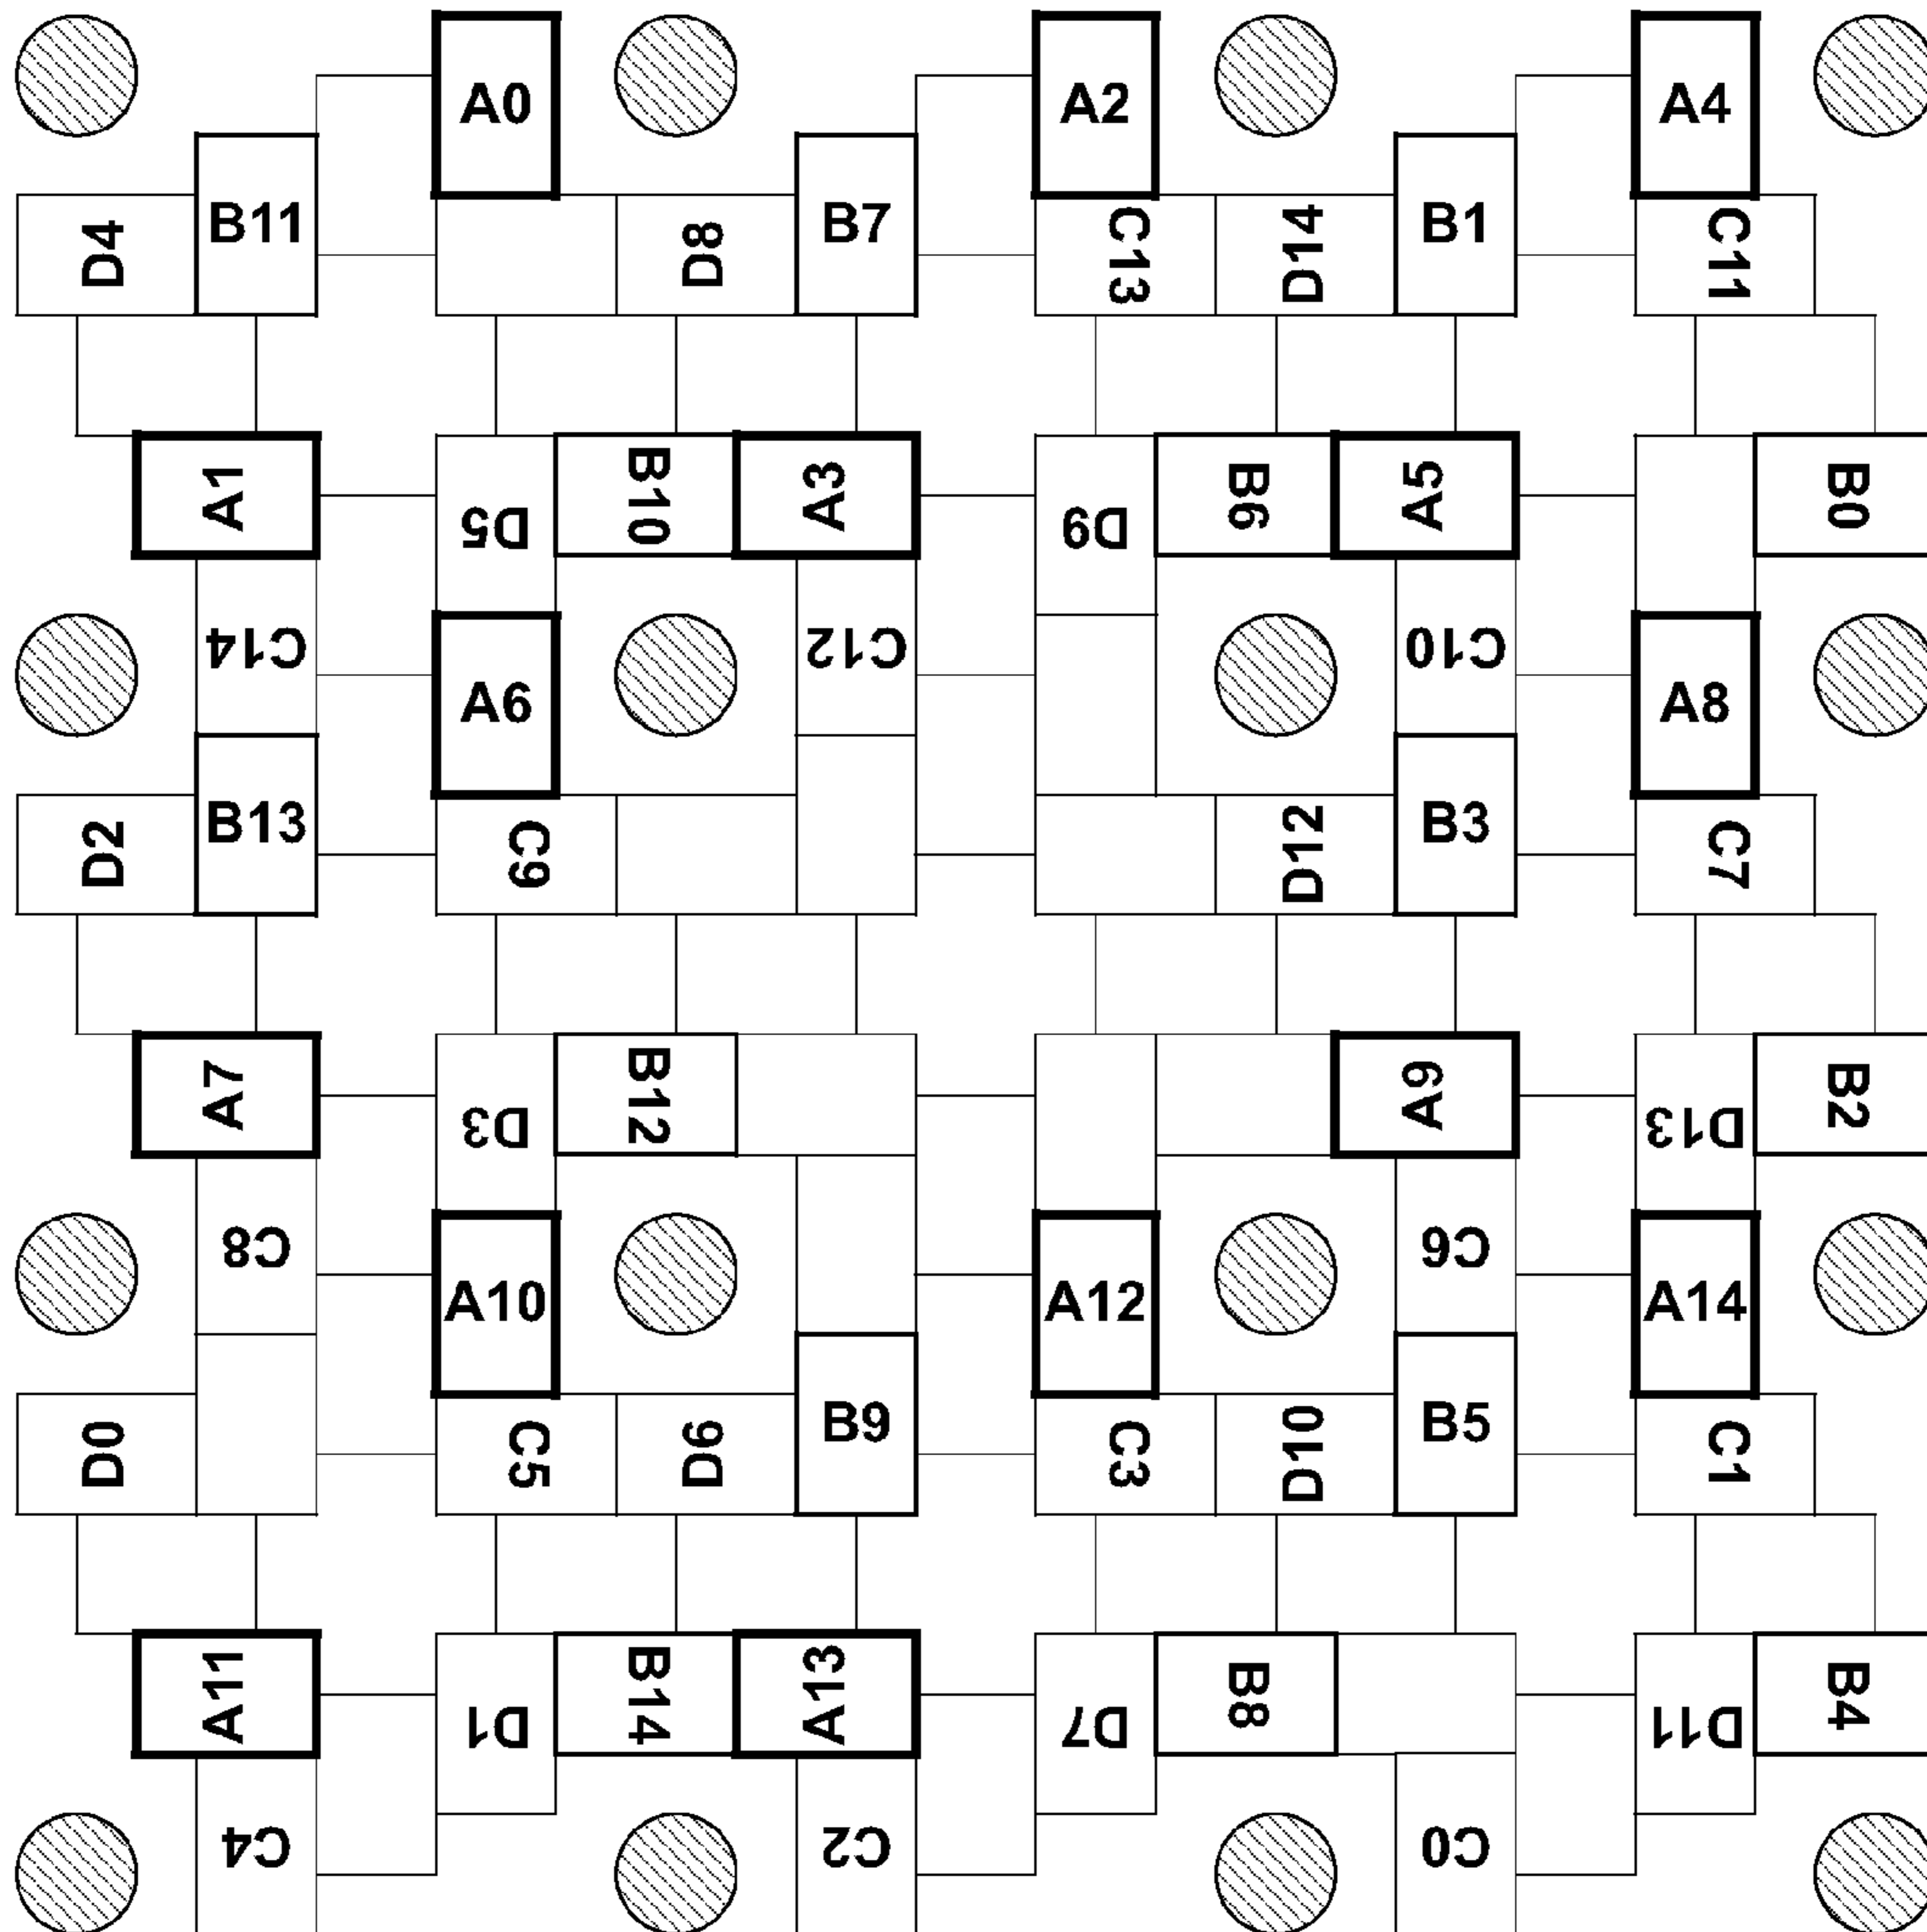 A0 A2 A4
D4 B11 D8 B7 C13 D14 B1 C11
A1 D5 B10 A3 D9 B6 A5 B0
C14 A6 C12 C10 A8
D2 B13 C9 D12 B3 C7
A7 D3 B12 A9 D13 B2
C8 A10 A12 C6 A14
D0 C5 D6 B9 C3 D10 B5 C1
A11 D1 B14 A13 D7 B8 D11 B4
C4 C2 C0